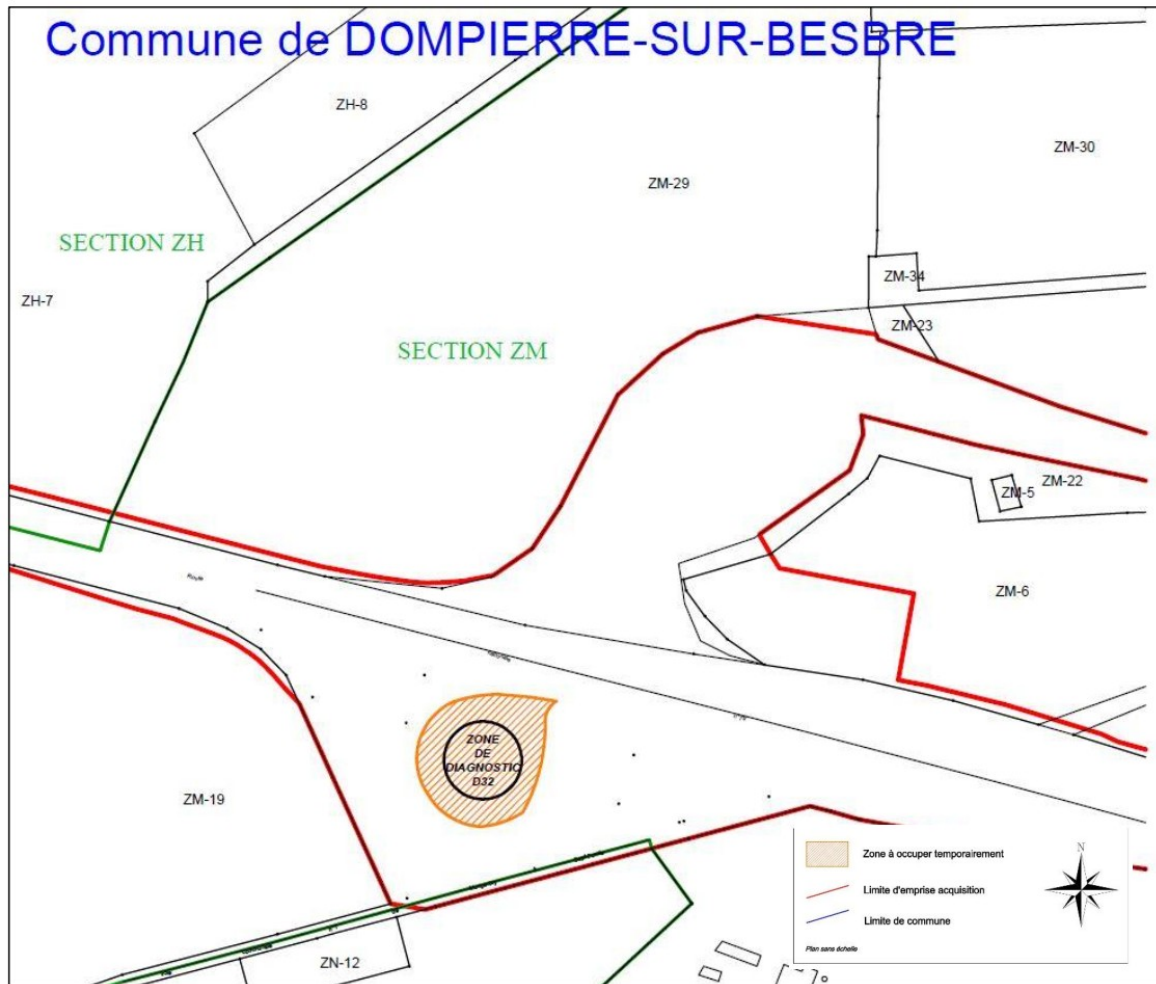 Commune de DOMPIERRE-SUR-BESBRE
ZH-8
ZM-30
ZM-29
SECTION ZH
ZM-34
ZH-7
ZM-23
SECTION ZM
ZM-22
ZM-5
ZM-6
Route
ZONE
DE
DIAGNOSTIC
D32
ZM-19
ZN-12
N
Zone à occuper temporairement
Limite d'emprise acquisition
Limite de commune
Plan sans échelle